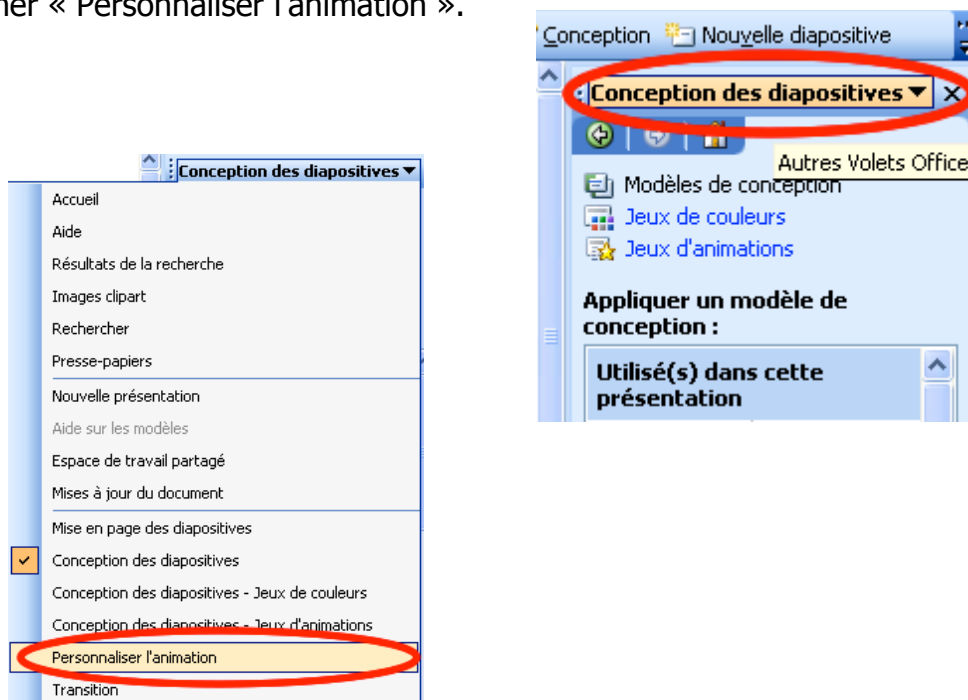 ner « Personnaliser l'animation ».
Conception Nouvelle diapositive
Conception des diapositives
Autres Volets Office
Modèles de conception
Jeux de couleurs
Jeux d'animations
Appliquer un modèle de
conception :
Utilisé(s) dans cette
présentation
Conception des diapositives
Accueil
Aide
Résultats de la recherche
Images clipart
Rechercher
Presse-papiers
Nouvelle présentation
Aide sur les modèles
Espace de travail partagé
Mises à jour du document
Mise en page des diapositives
Conception des diapositives
Conception des diapositives - Jeux de couleurs
Conception des diapositives - Jeux d'animations
Personnaliser l'animation
Transition